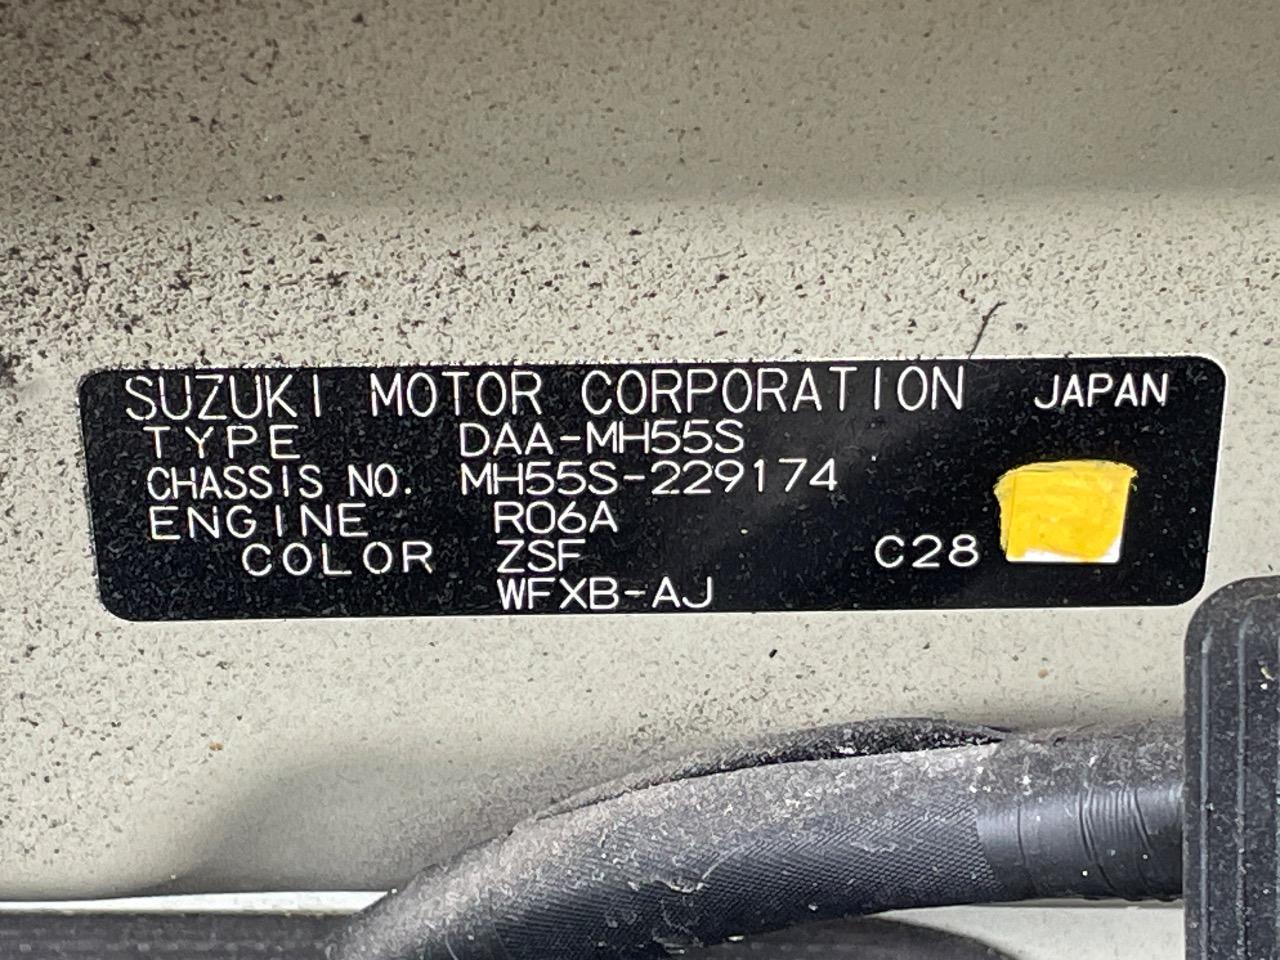 SUZUKI MOTOR CORPORATION JAPAN
TYPE DAA-MH55S
CHASSIS NO. MH55S-229174
ENGINE R06A
COLOR ZSF C28
WFXB-AJ